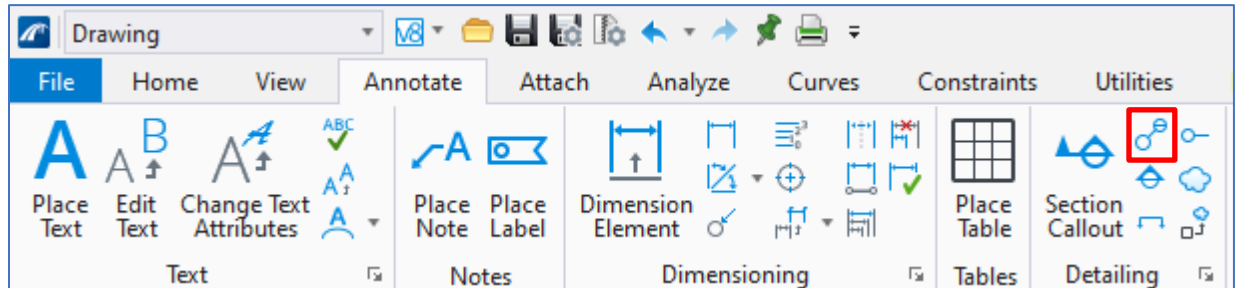 Drawing
File Home View Annotate Attach Analyze Curves Constraints Utilities
Place Text
Edit Text
Change Text Attributes
ABC
Place Note
Place Label
Dimension Element
Place Table
Section Callout
Text Notes Dimensioning Tables Detailing